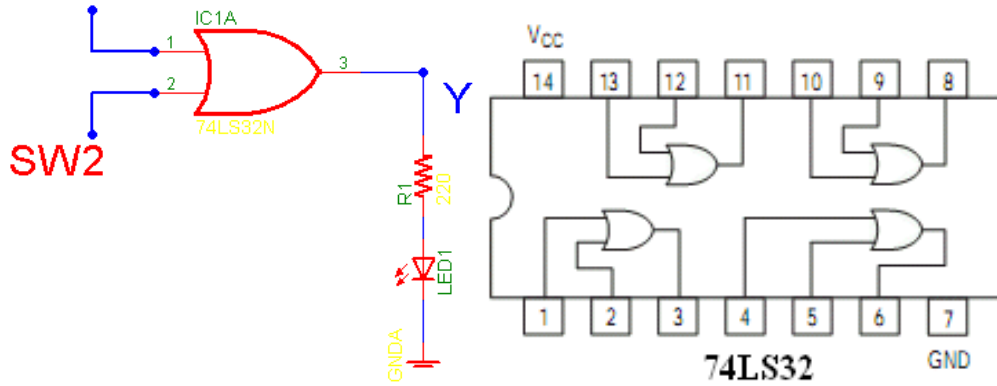 IC1A
1
2
3
74LS32N
Y
SW2
R1
220
LED1
GNDA
VCC
14 13 12 11 10 9 8
1 2 3 4 5 6 7
74LS32
GND